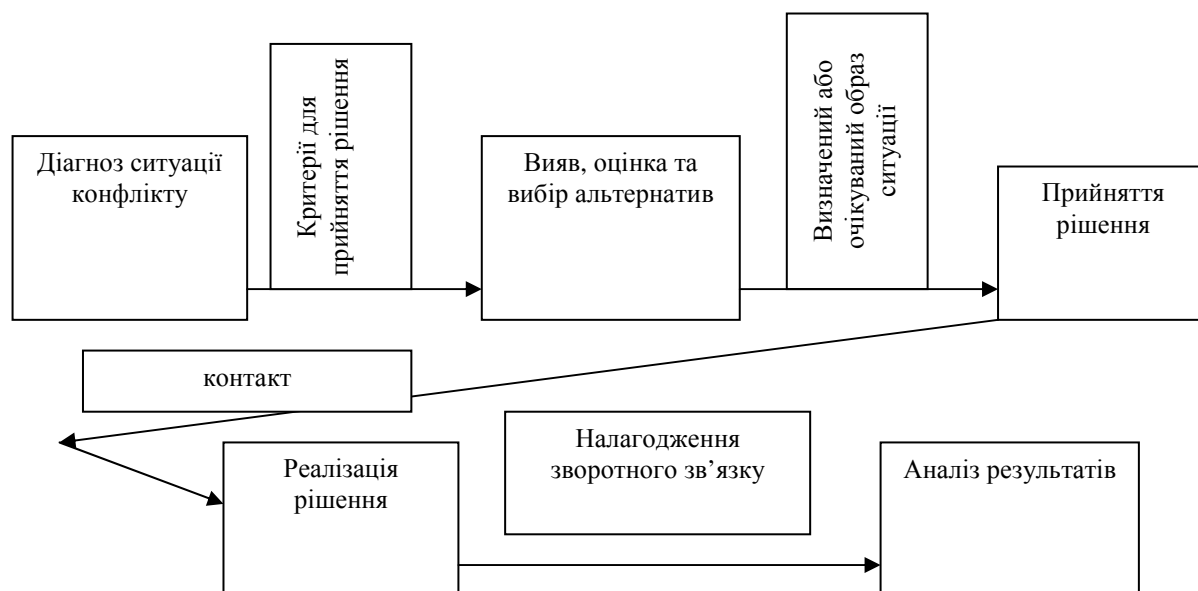 Діагноз ситуації
конфлікту
Критерії для
прийняття рішення
Вияв, оцінка та
вибір альтернатив
Визначений або
очікуваний образ
ситуації
Прийняття
рішення
контакт
Реалізація
рішення
Налагодження
зворотного зв’язку
Аналіз результатів